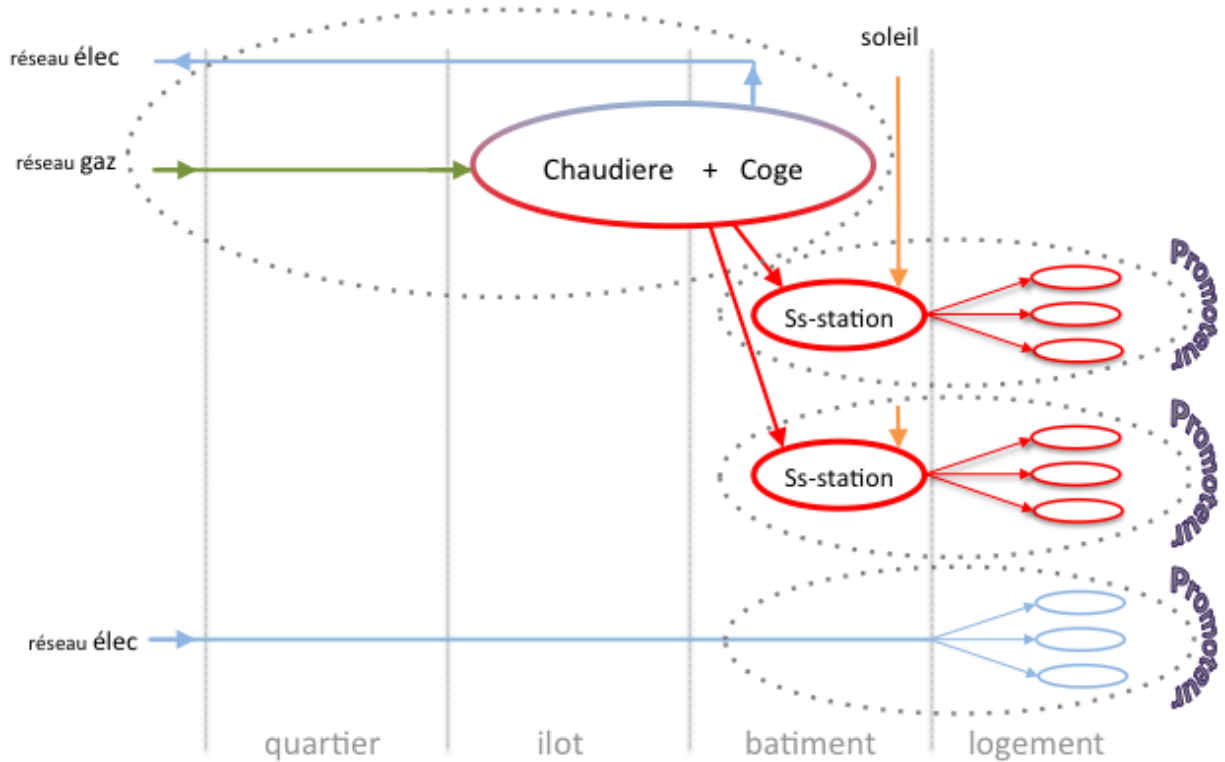 soleil
réseau élec
réseau gaz
Chaudiere + Coge
Promoteur
Ss-station
Promoteur
Ss-station
Promoteur
réseau élec
quartier
ilot
batiment
logement